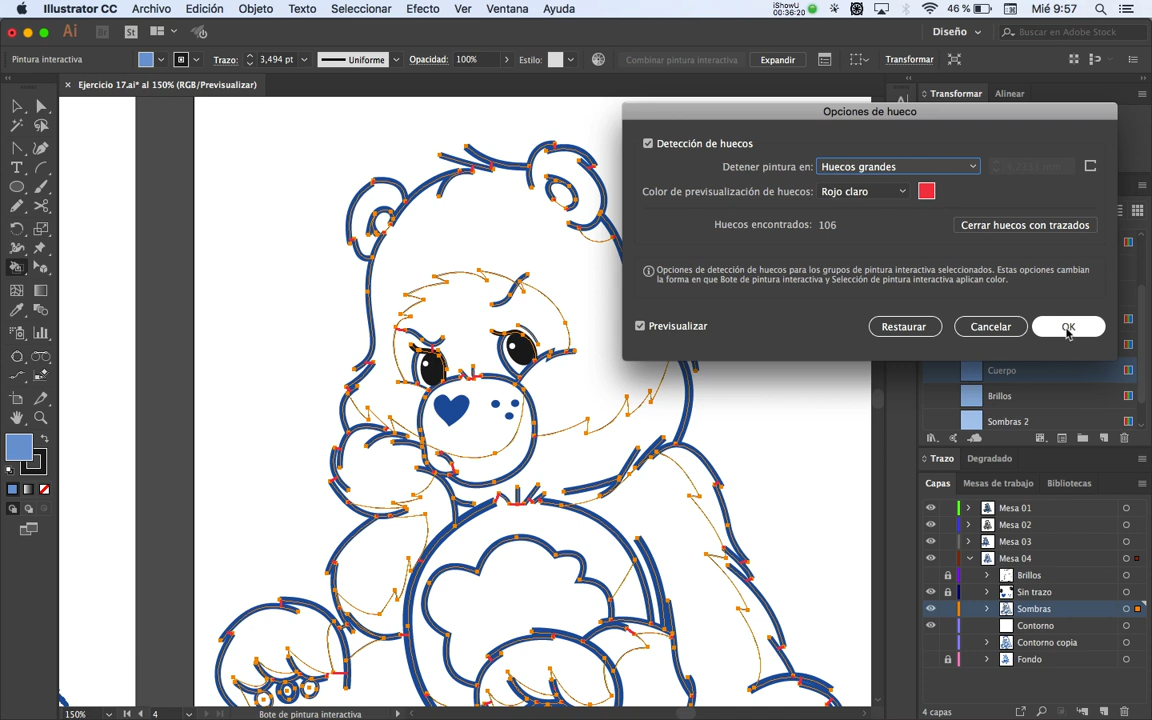 Illustrator CC Archivo Edición Objeto Texto Seleccionar Efecto Ver Ventana Ayuda iShowU 00:36:20 46 % Mié 9:57
Ai Br St Diseño Buscar en Adobe Stock
Pintura interactiva Trazo: 3,494 pt Uniforme Opacidad: 100% Estilo: Combinar pintura interactiva Expandir Transformar
× Ejercicio 17.ai* al 150% (RGB/Previsualizar)
Transformar Alinear
Opciones de hueco
Detección de huecos
Detener pintura en: Huecos grandes
Color de previsualización de huecos: Rojo claro
Huecos encontrados: 106 Cerrar huecos con trazados
Opciones de detección de huecos para los grupos de pintura interactiva seleccionados. Estas opciones cambian
la forma en que Bote de pintura interactiva y Selección de pintura interactiva aplican color.
Previsualizar Restaurar Cancelar OK
Cuerpo
Brillos
Sombras 2
Trazo Degradado
Capas Mesas de trabajo Bibliotecas
Mesa 01
Mesa 02
Mesa 03
Mesa 04
Brillos
Sin trazo
Sombras
Contorno
Contorno copia
Fondo
150% 4 Bote de pintura interactiva 4 capas